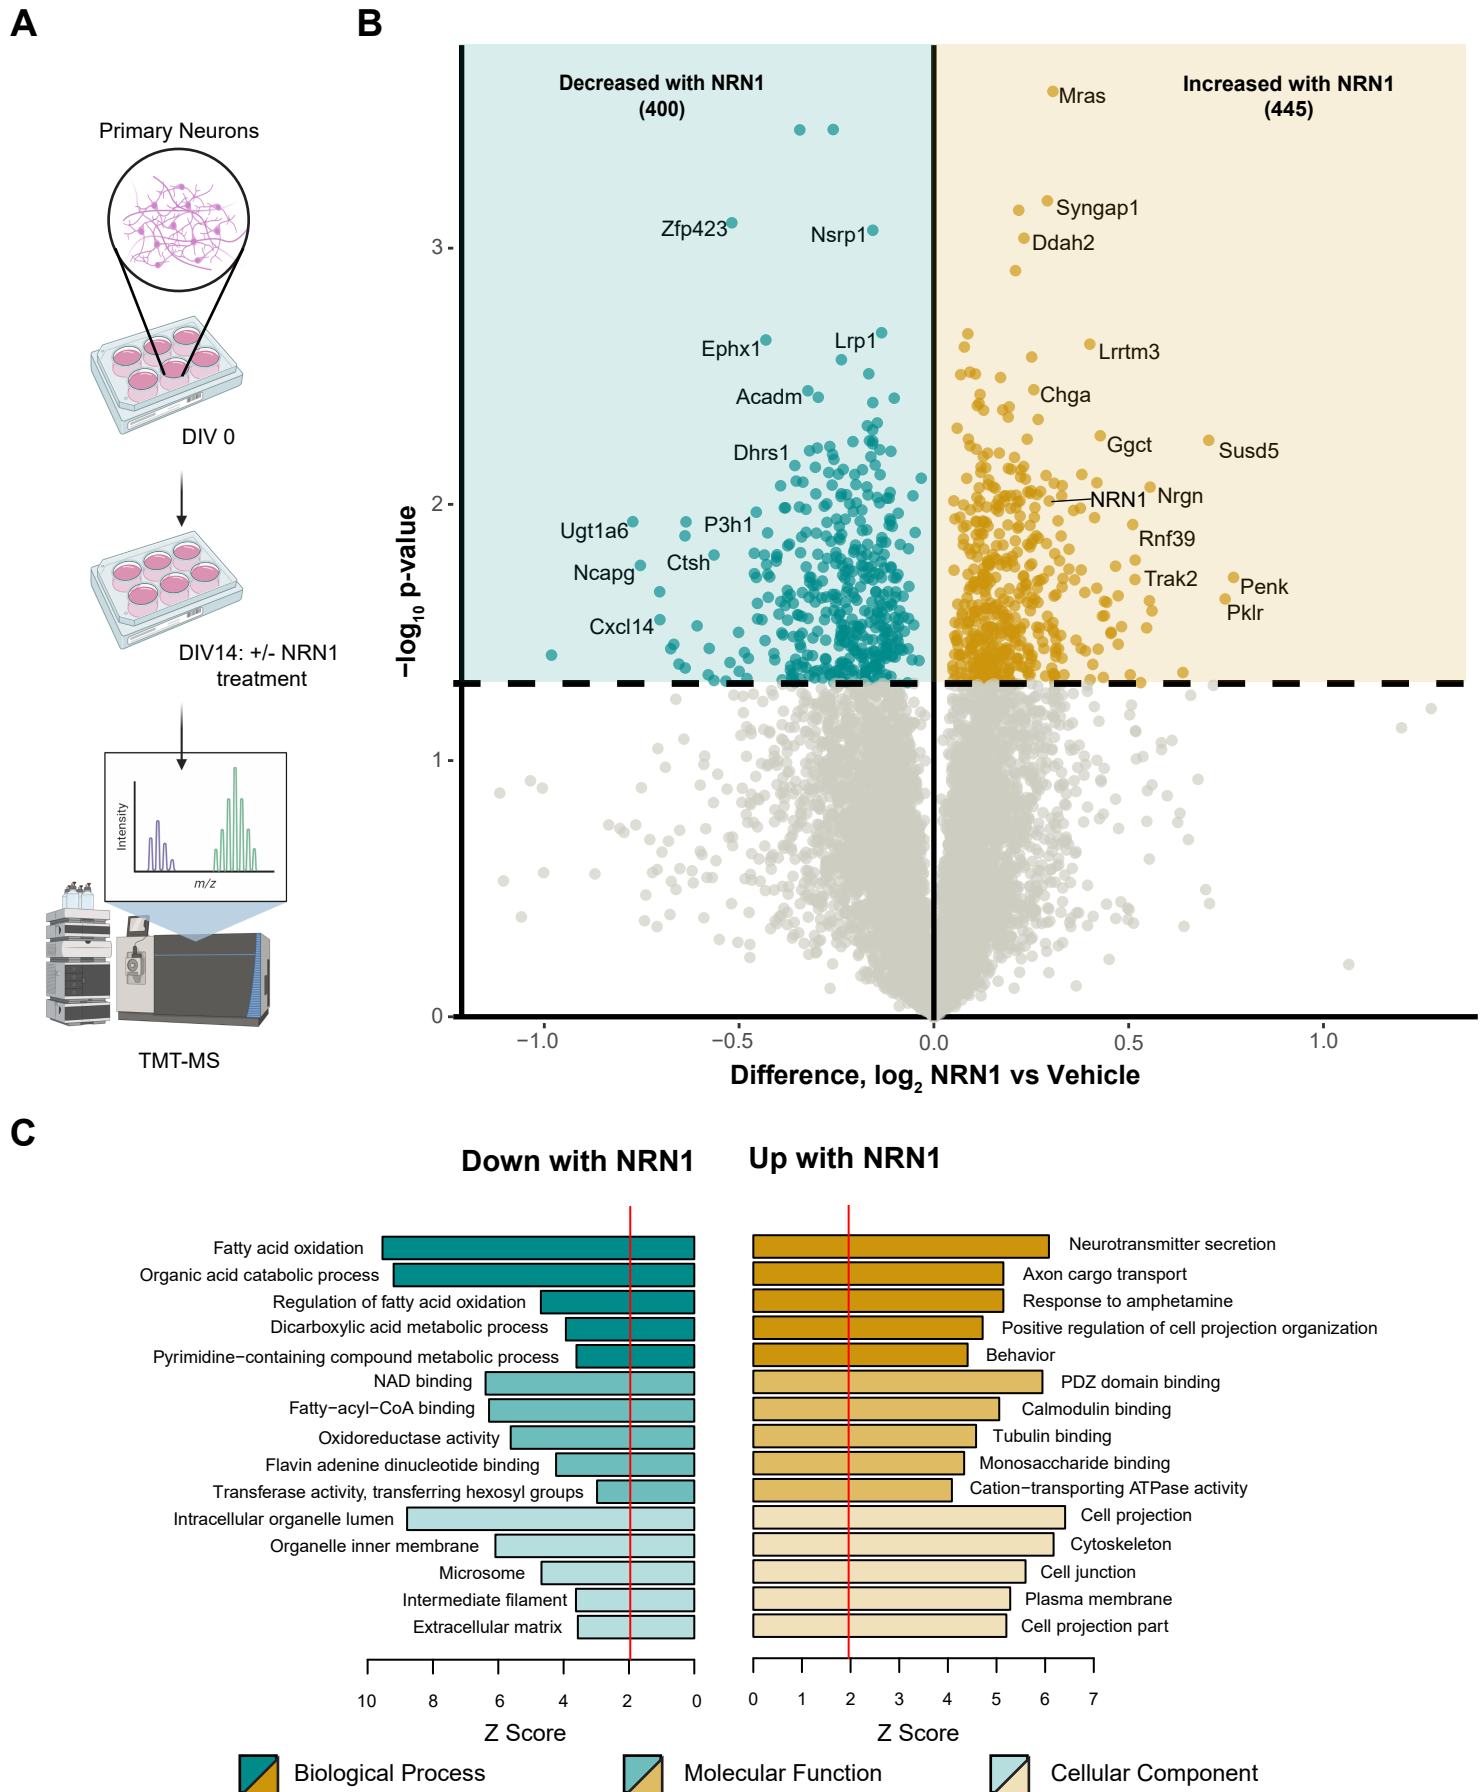 A
Primary Neurons
DIV 0
DIV14: +/- NRN1
treatment
Intensity
m/z
TMT-MS
B
Decreased with NRN1
(400)
Increased with NRN1
(445)
Mras
Syngap1
Zfp423
Nsrp1
Ddah2
Ephx1
Lrp1
Lrrtm3
Acadm
Chga
Ggct
Susd5
Dhrs1
NRN1
Nrgn
Ugt1a6
P3h1
Rnf39
Ncapg
Ctsh
Trak2
Penk
Pklr
Cxcl14
3
2
1
0
−log10 p-value
−1.0
−0.5
0.0
0.5
1.0
Difference, log2 NRN1 vs Vehicle
C
Down with NRN1
Fatty acid oxidation
Organic acid catabolic process
Regulation of fatty acid oxidation
Dicarboxylic acid metabolic process
Pyrimidine−containing compound metabolic process
NAD binding
Fatty−acyl−CoA binding
Oxidoreductase activity
Flavin adenine dinucleotide binding
Transferase activity, transferring hexosyl groups
Intracellular organelle lumen
Organelle inner membrane
Microsome
Intermediate filament
Extracellular matrix
10 8 6 4 2 0
Z Score
Up with NRN1
Neurotransmitter secretion
Axon cargo transport
Response to amphetamine
Positive regulation of cell projection organization
Behavior
PDZ domain binding
Calmodulin binding
Tubulin binding
Monosaccharide binding
Cation−transporting ATPase activity
Cell projection
Cytoskeleton
Cell junction
Plasma membrane
Cell projection part
0 1 2 3 4 5 6 7
Z Score
Biological Process
Molecular Function
Cellular Component